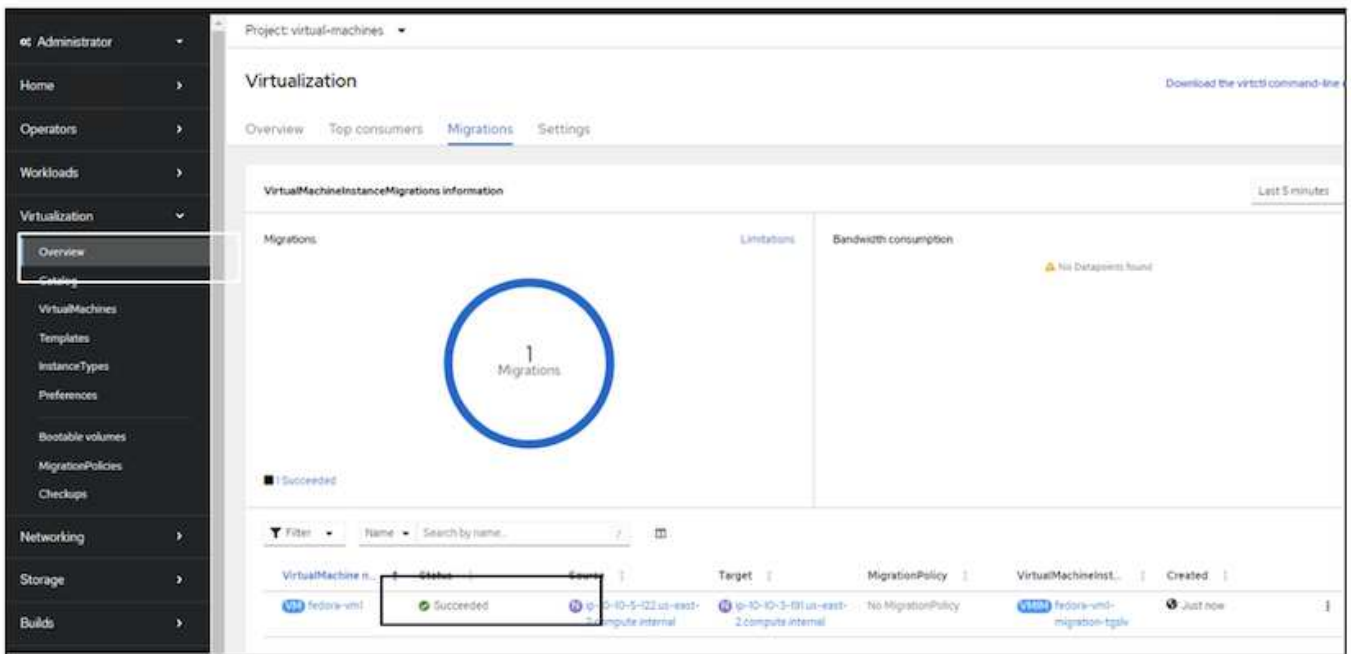 Administrator
Home
Operators
Workloads
Virtualization
Overview
Catalog
VirtualMachines
Templates
InstanceTypes
Preferences
Bootable volumes
MigrationPolicies
Checkups
Networking
Storage
Builds
Project: virtual-machines
Virtualization
Download the virtctl command-line
Overview Top consumers Migrations Settings
VirtualMachineInstanceMigrations information
Last 5 minutes
Migrations
Limitations
Bandwidth consumption
No Datapoints found
1
Migrations
1 Succeeded
Filter Name Search by name... /
VirtualMachine n... Status Source Target MigrationPolicy VirtualMachineInst... Created
VM fedora-vm1 Succeeded N ip-10-10-5-122.us-east- N ip-10-10-5-191.us-east- No MigrationPolicy VMIM fedora-vm1- Just now
2.compute.internal 2.compute.internal migration-tgslv